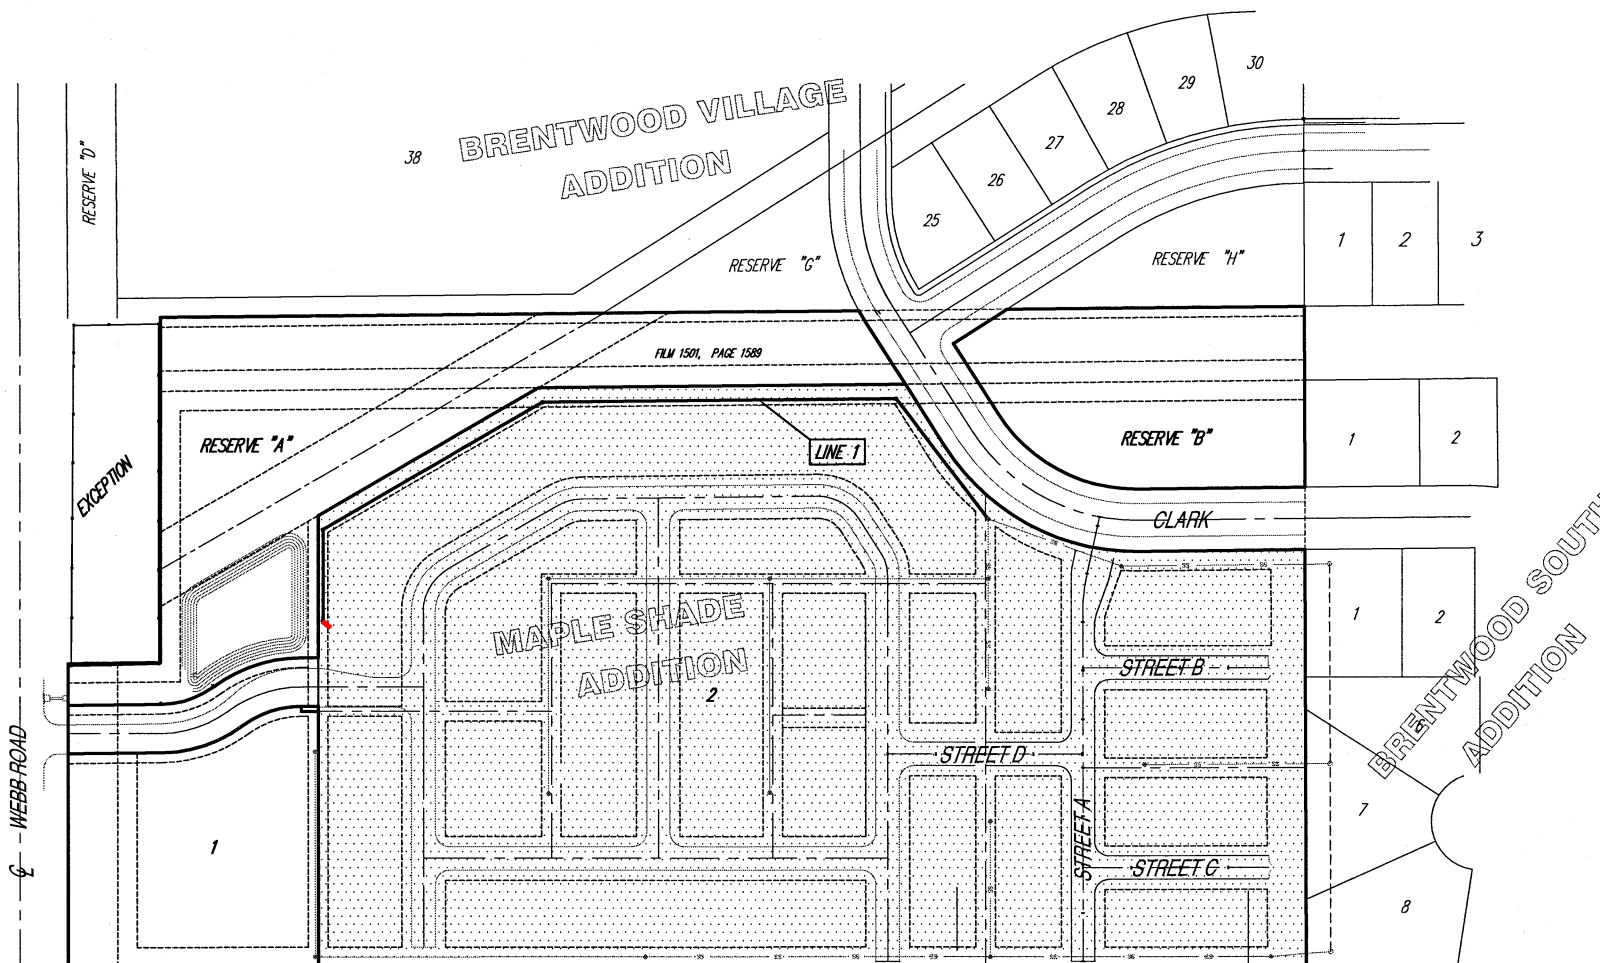 30
29
28
27
26
25
BRENTWOOD VILLAGE
ADDITION
38
RESERVE "D"
RESERVE "G"
RESERVE "H"
1
2
3
FILM 1501, PAGE 1589
RESERVE "A"
LINE 1
RESERVE "B"
1
2
EXCEPTION
CLARK
BRENTWOOD SOUTH
ADDITION
MAPLE SHADE
ADDITION
1
2
2
STREET B
6
STREET D
7
WEBB ROAD
STREET A
1
STREET C
8